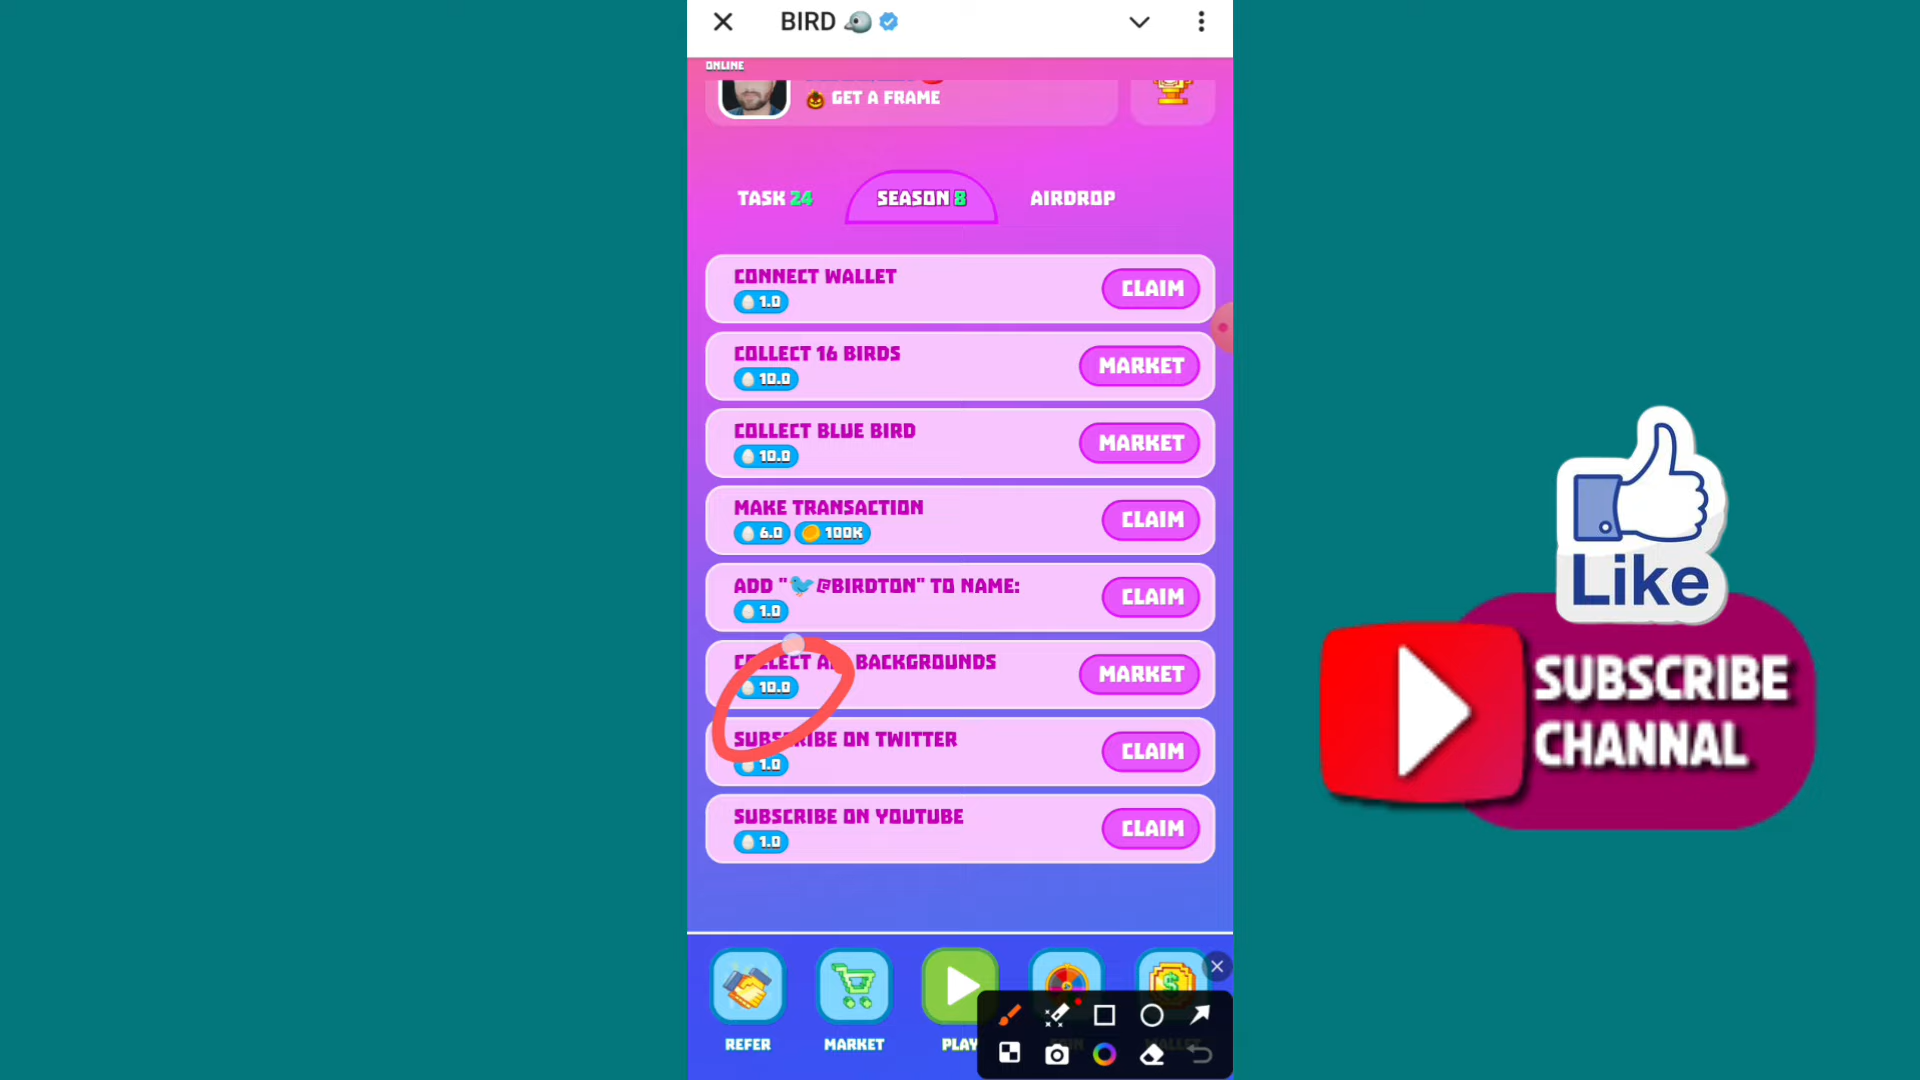 BIRD
ONLINE
GET A FRAME
TASK 24
SEASON 8
AIRDROP
CONNECT WALLET
1.0
CLAIM
COLLECT 16 BIRDS
10.0
MARKET
COLLECT BLUE BIRD
10.0
MARKET
MAKE TRANSACTION
6.0 100K
CLAIM
ADD "🐦@BIRDTON" TO NAME:
1.0
CLAIM
COLLECT ALL BACKGROUNDS
10.0
MARKET
SUBSCRIBE ON TWITTER
1.0
CLAIM
SUBSCRIBE ON YOUTUBE
1.0
CLAIM
REFER
MARKET
PLAY
Like
SUBSCRIBE
CHANNAL